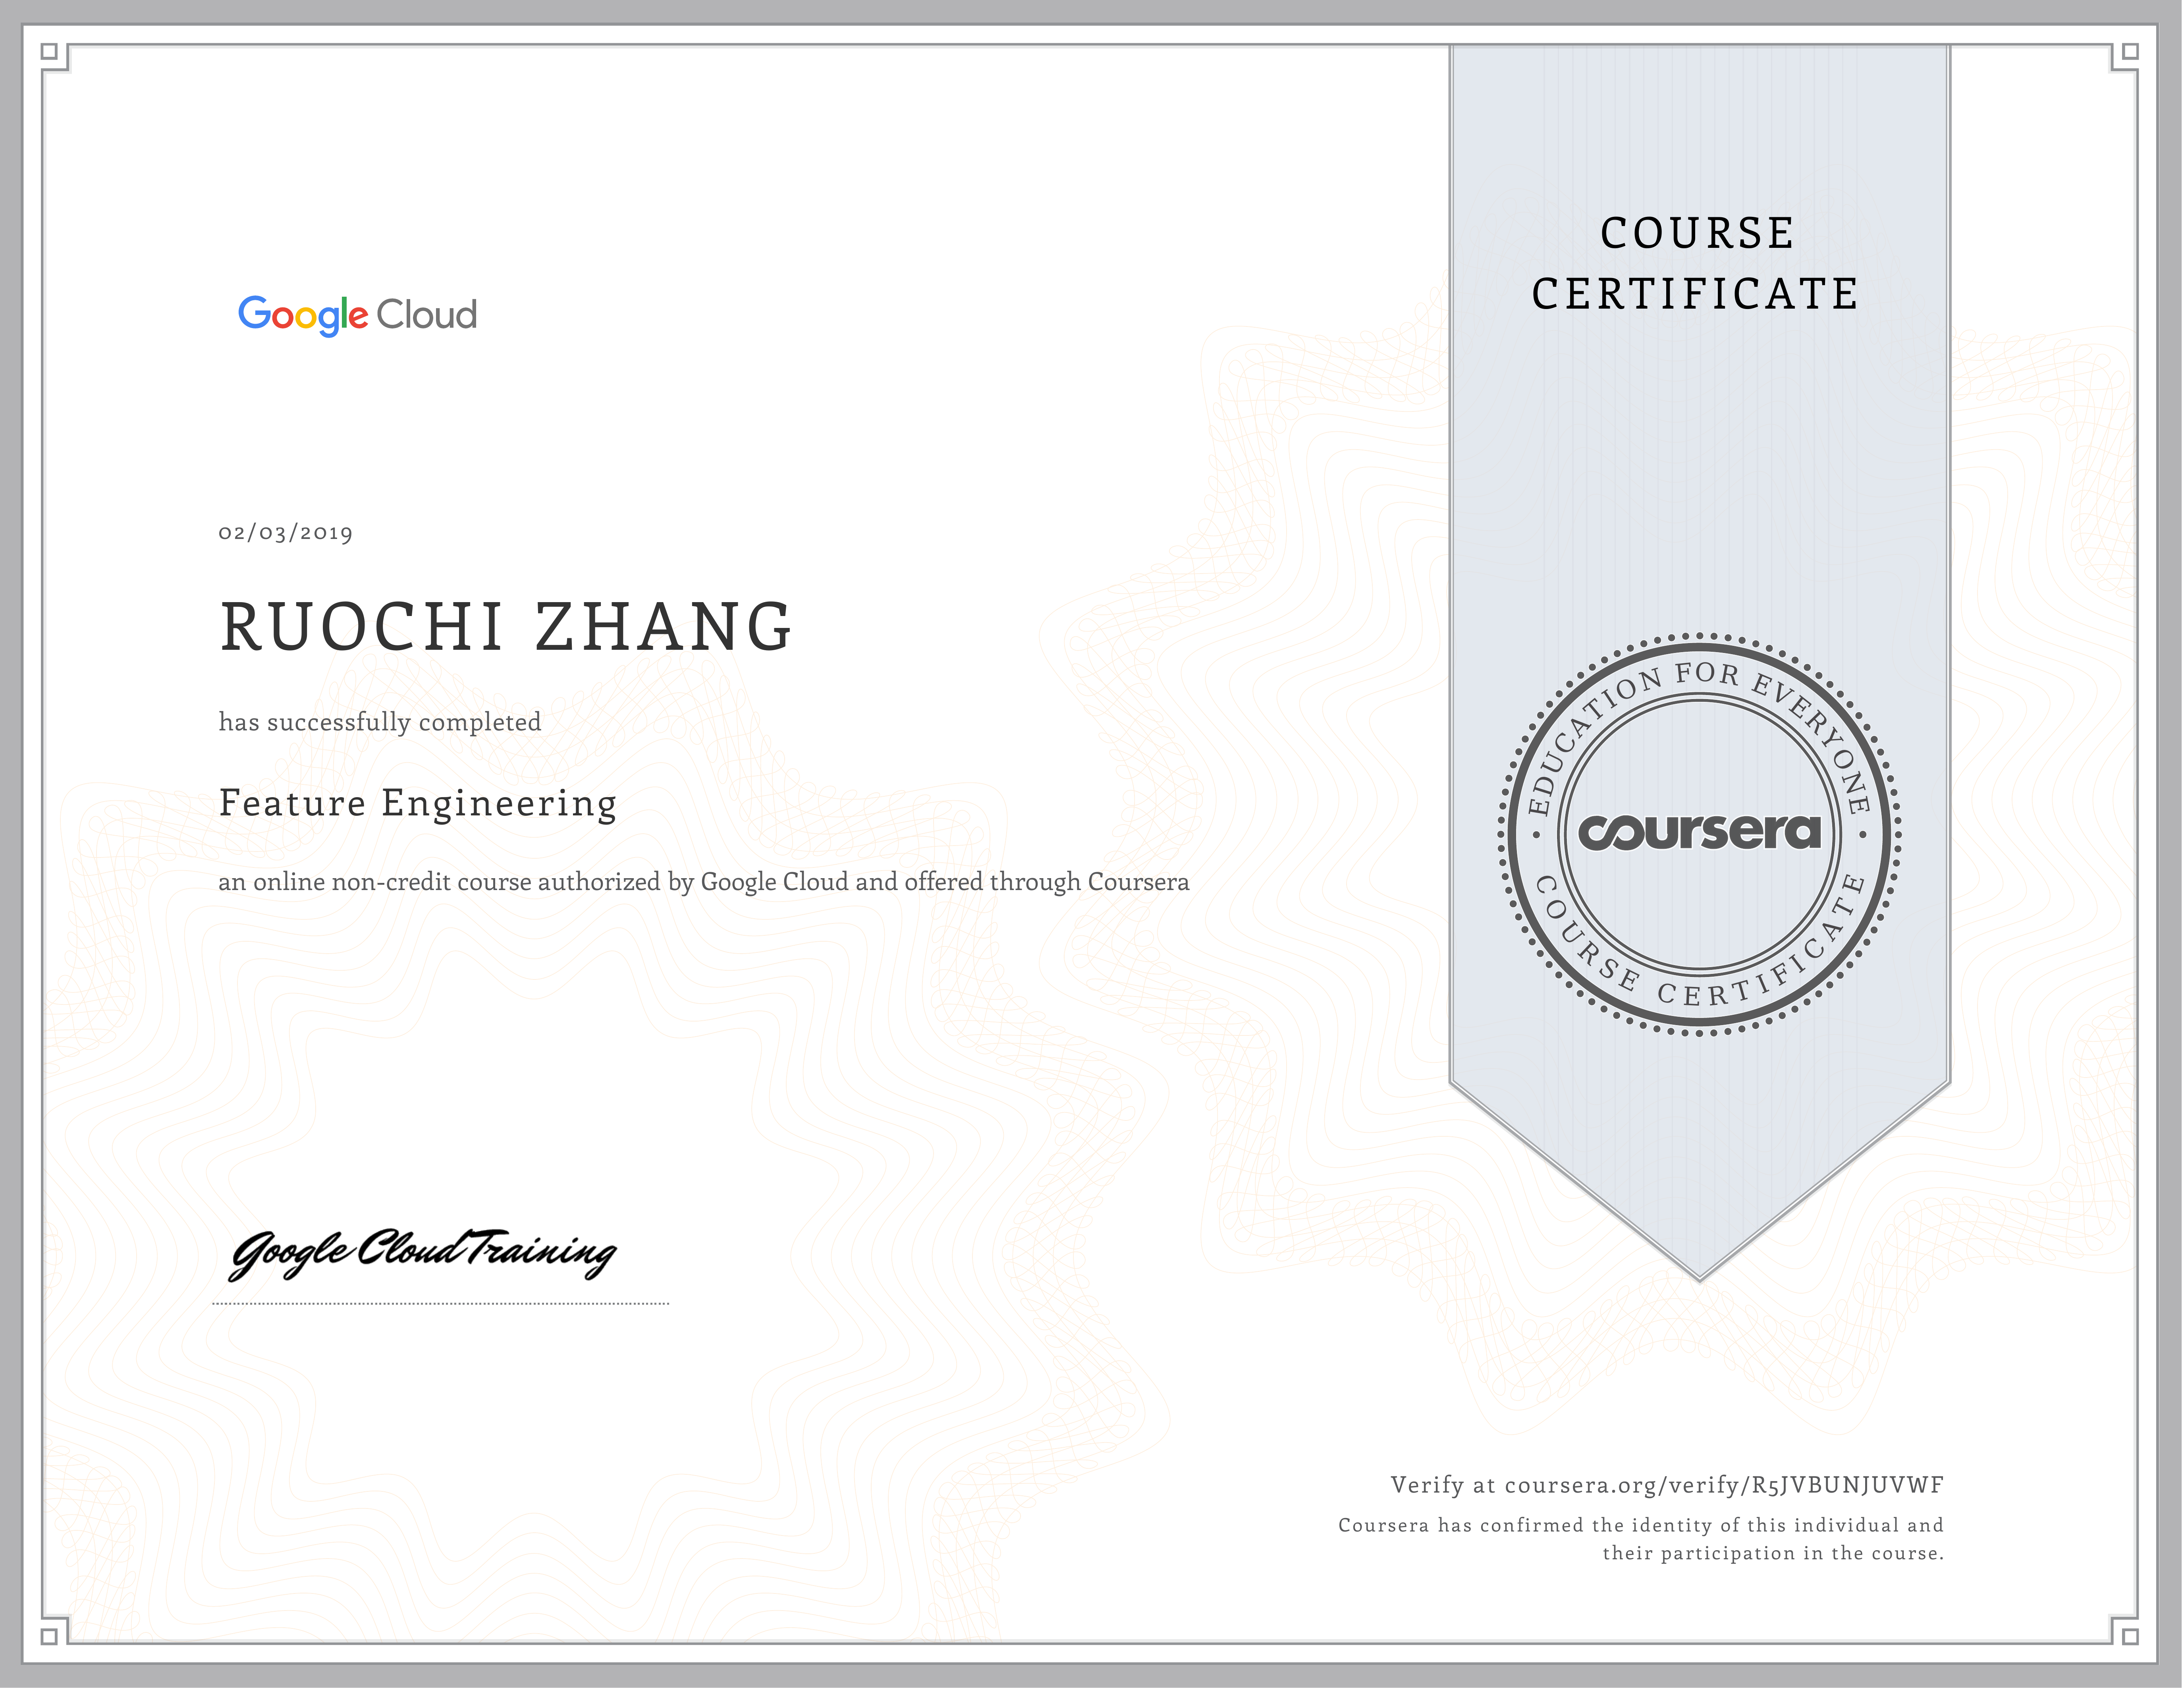 COURSE
CERTIFICATE
Google Cloud
02/03/2019
RUOCHI ZHANG
has successfully completed
Feature Engineering
an online non-credit course authorized by Google Cloud and offered through Coursera
EDUCATION FOR EVERYONE
coursera
COURSE CERTIFICATE
Google Cloud Training
Verify at coursera.org/verify/R5JVBUNJUVWF
Coursera has confirmed the identity of this individual and
their participation in the course.